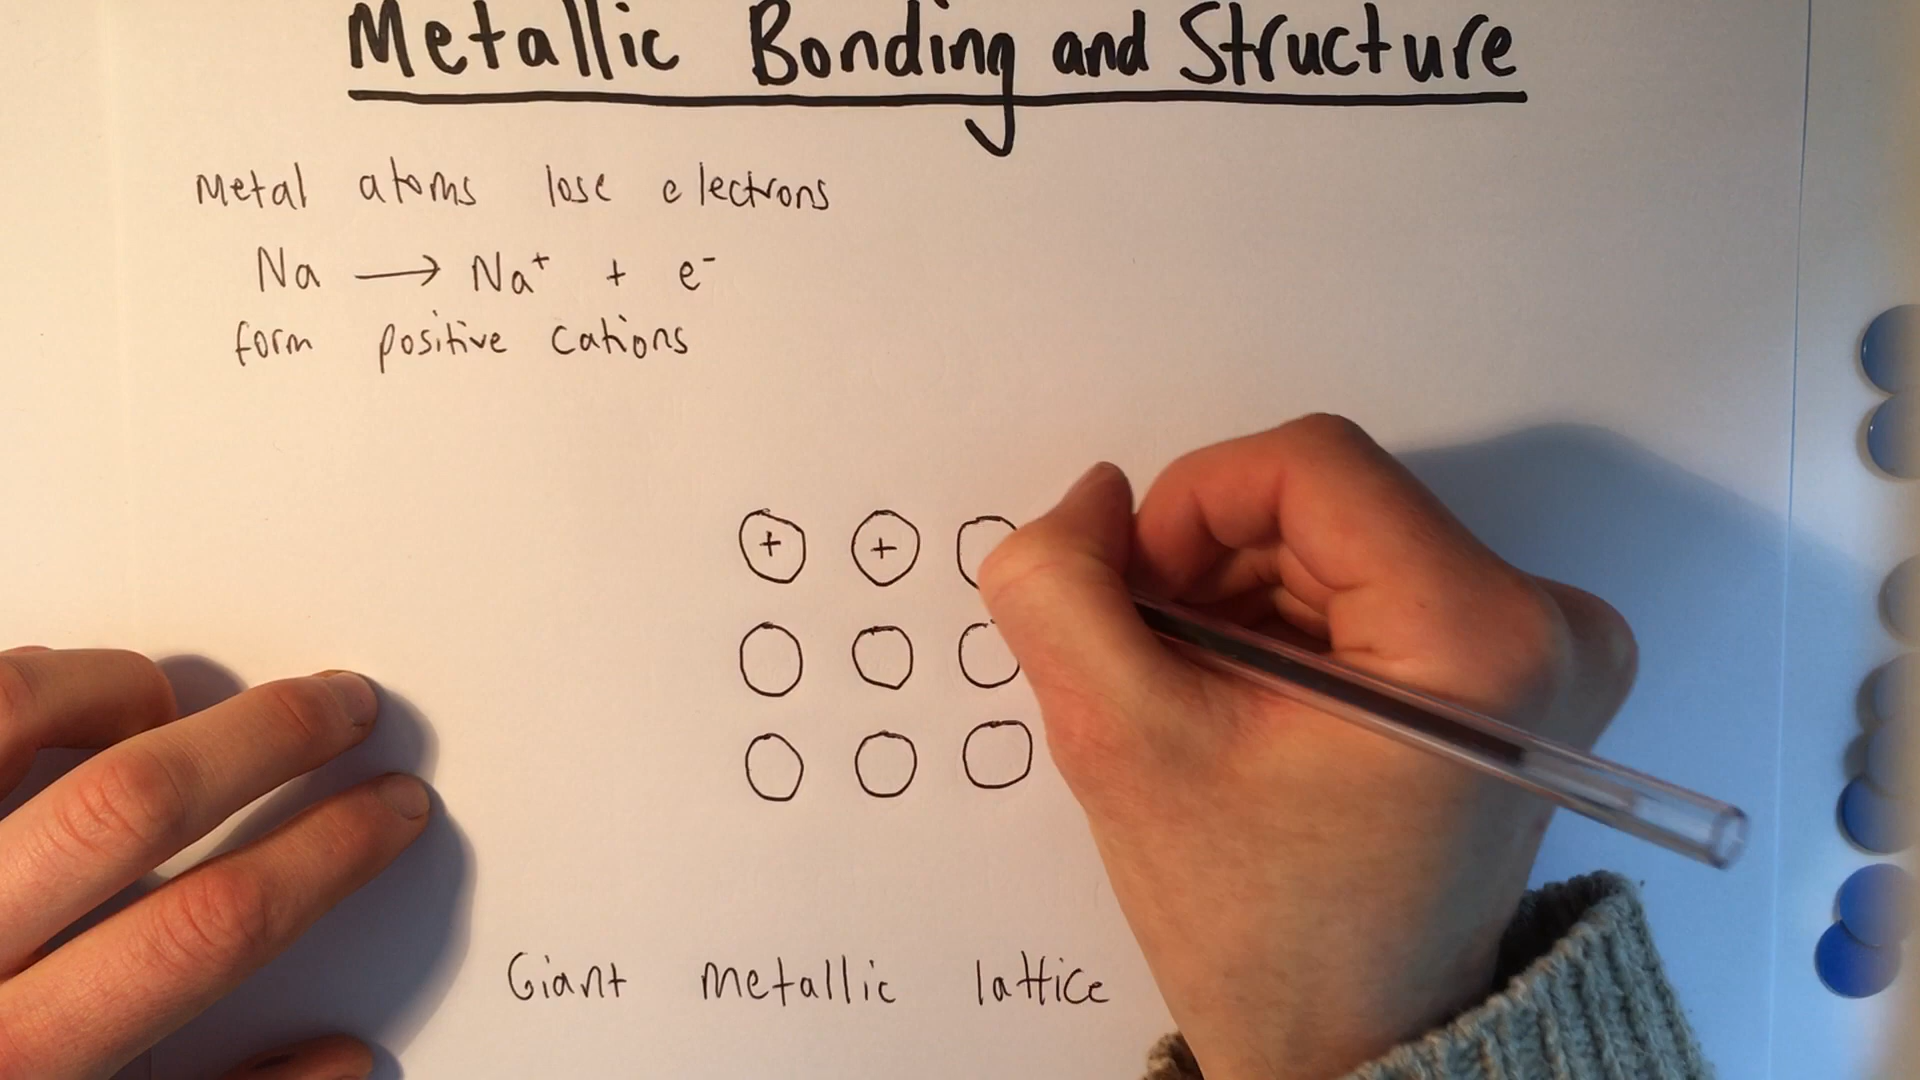 Metallic Bonding and Structure
Metal atoms lose electrons
Na → Na⁺ + e⁻
form positive cations
+ +
Giant metallic lattice